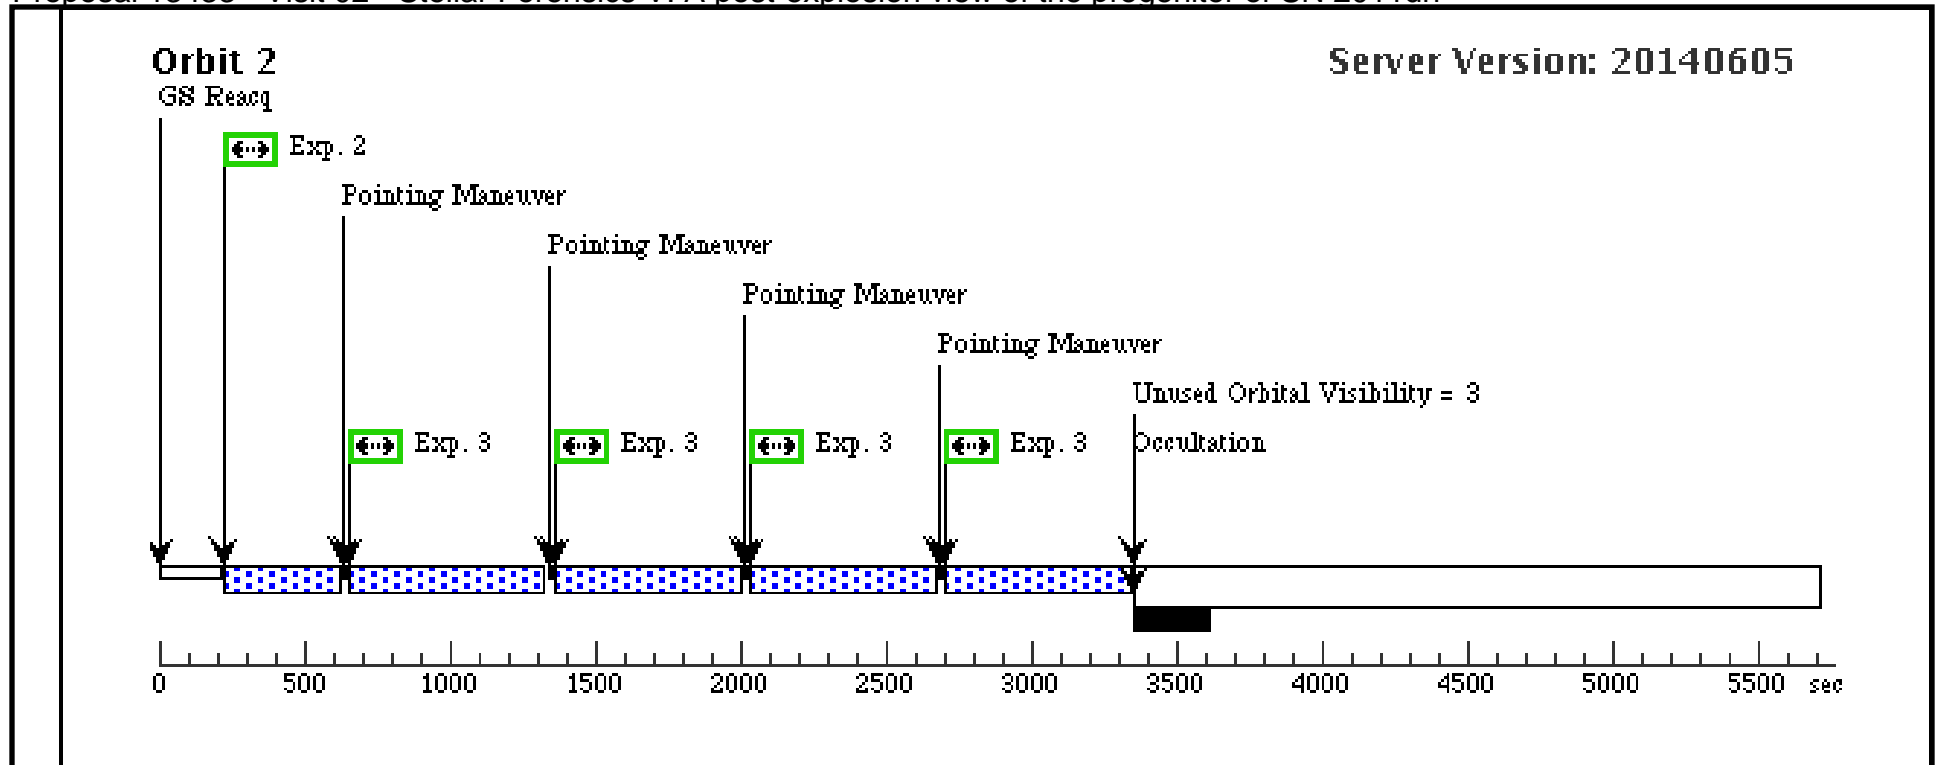 Orbit 2
Server Version: 20140605
GS Reacq
Exp. 2
Pointing Maneuver
Pointing Maneuver
Pointing Maneuver
Pointing Maneuver
Unused Orbital Visibility = 3
Exp. 3
Exp. 3
Exp. 3
Exp. 3
Occultation
0 500 1000 1500 2000 2500 3000 3500 4000 4500 5000 5500 sec